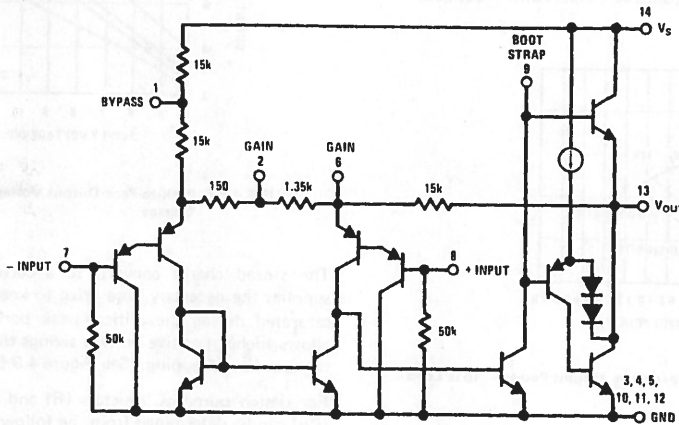 14
VS
BOOT
STRAP
9
15k
1
BYPASS
15k
GAIN
2
GAIN
6
150
1.35k
15k
13
VOUT
7
– INPUT
8
+ INPUT
50k
50k
3, 4, 5,
10, 11, 12
GND